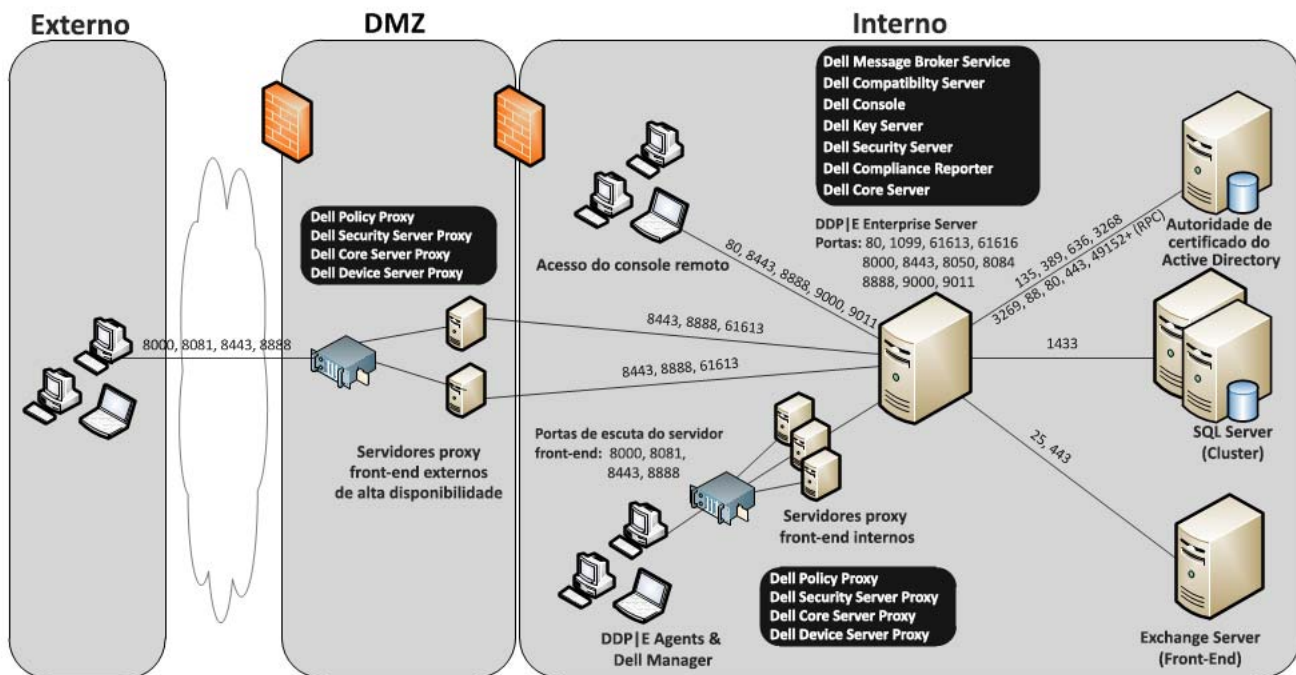 Externo
DMZ
Interno
Dell Message Broker Service
Dell Compatibilty Server
Dell Console
Dell Key Server
Dell Security Server
Dell Compliance Reporter
Dell Core Server
Dell Policy Proxy
Dell Security Server Proxy
Dell Core Server Proxy
Dell Device Server Proxy
Acesso do console remoto
DDP|E Enterprise Server
Portas: 80, 1099, 61613, 61616
8000, 8443, 8050, 8084
8888, 9000, 9011
Autoridade de
certificado do
Active Directory
80, 8443, 8888, 9000, 9011
135, 389, 636, 3268
3269, 88, 80, 443, 49152+ (RPC)
8000, 8081, 8443, 8888
8443, 8888, 61613
8443, 8888, 61613
1433
SQL Server
(Cluster)
Servidores proxy
front-end externos
de alta disponibilidade
Portas de escuta do servidor
front-end: 8000, 8081,
8443, 8888
25, 443
Servidores proxy
front-end internos
Dell Policy Proxy
Dell Security Server Proxy
Dell Core Server Proxy
Dell Device Server Proxy
DDP|E Agents &
Dell Manager
Exchange Server
(Front-End)